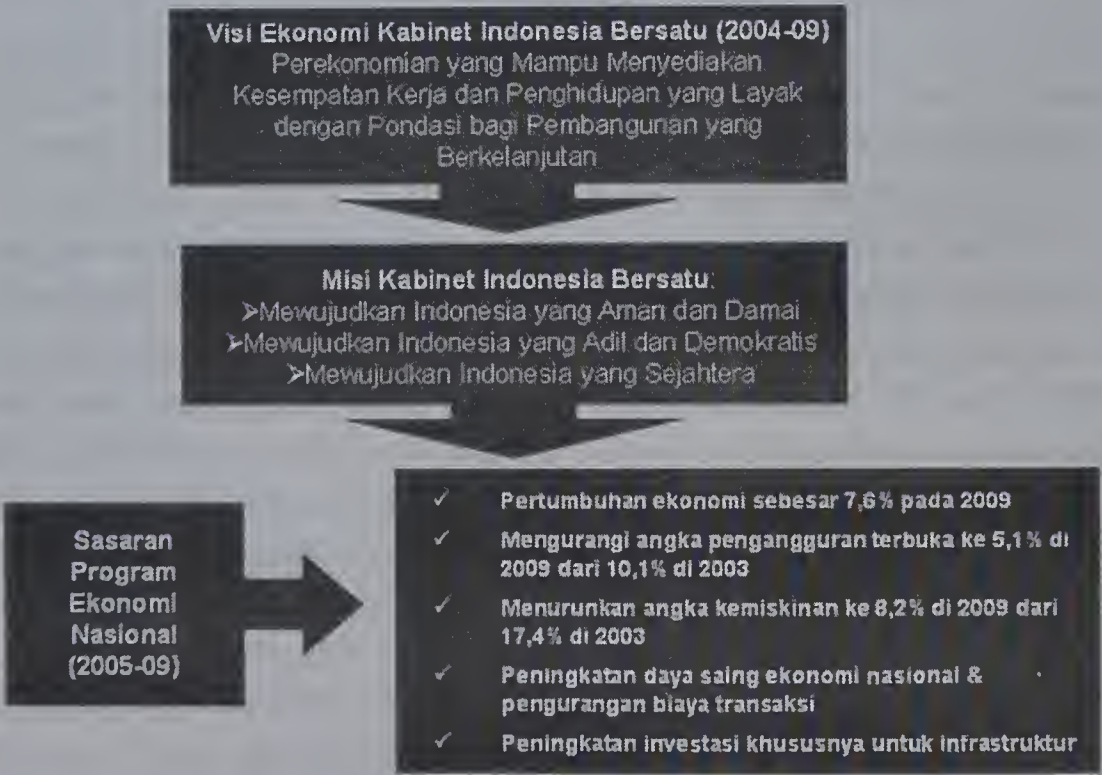 Visi Ekonomi Kabinet Indonesia Bersatu (2004-09)
Perekonomian yang Mampu Menyediakan
Kesempatan Kerja dan Penghidupan yang Layak
dengan Pondasi bagi Pembangunan yang
Berkelanjutan
Misi Kabinet Indonesia Bersatu:
➢Mewujudkan Indonesia yang Aman dan Damai
➢Mewujudkan Indonesia yang Adil dan Demokratis
➢Mewujudkan Indonesia yang Sejahtera
Sasaran
Program
Ekonomi
Nasional
(2005-09)
✓ Pertumbuhan ekonomi sebesar 7,6% pada 2009
✓ Mengurangi angka pengangguran terbuka ke 5,1% di
2009 dari 10,1% di 2003
✓ Menurunkan angka kemiskinan ke 8,2% di 2009 dari
17,4% di 2003
✓ Peningkatan daya saing ekonomi nasional &
pengurangan biaya transaksi
✓ Peningkatan investasi khususnya untuk infrastruktur